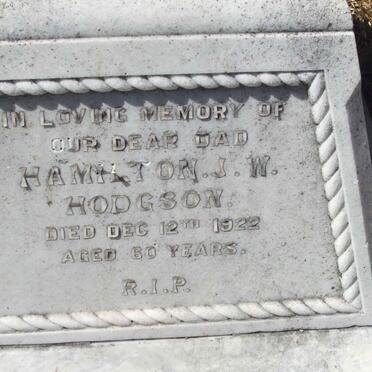 IN LOVING MEMORY OF
OUR DEAR DAD
HAMILTON. J. W.
HODGSON.
DIED DEC 12TH 1922
AGED 60 YEARS.
R.I.P.